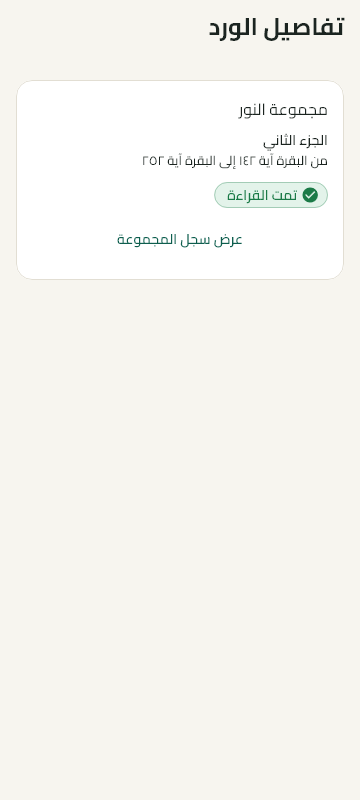 تفاصيل الورد
مجموعة النور
الجزء الثاني
من البقرة آية ١٤٢ إلى البقرة آية ٢٥٢
تمت القراءة
عرض سجل المجموعة